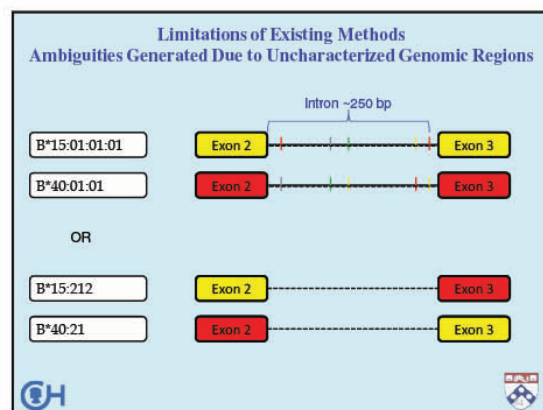 Limitations of Existing Methods
Ambiguities Generated Due to Uncharacterized Genomic Regions
Intron ~250 bp
B*15:01:01:01 Exon 2 Exon 3
B*40:01:01 Exon 2 Exon 3
OR
B*15:212 Exon 2 Exon 3
B*40:21 Exon 2 Exon 3